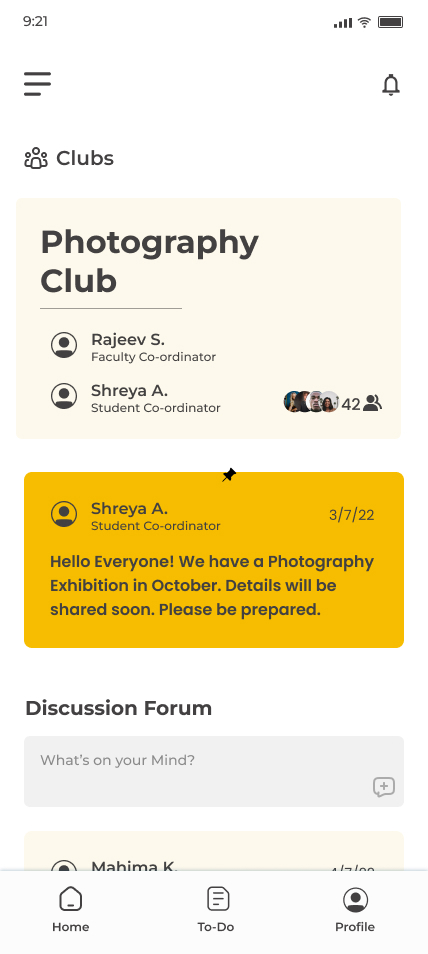 9:21
Clubs
Photography
Club
Rajeev S.
Faculty Co-ordinator
Shreya A.
Student Co-ordinator
42
Shreya A.
Student Co-ordinator
3/7/22
Hello Everyone! We have a Photography
Exhibition in October. Details will be
shared soon. Please be prepared.
Discussion Forum
What's on your Mind?
Mahima K.
Home
To-Do
Profile